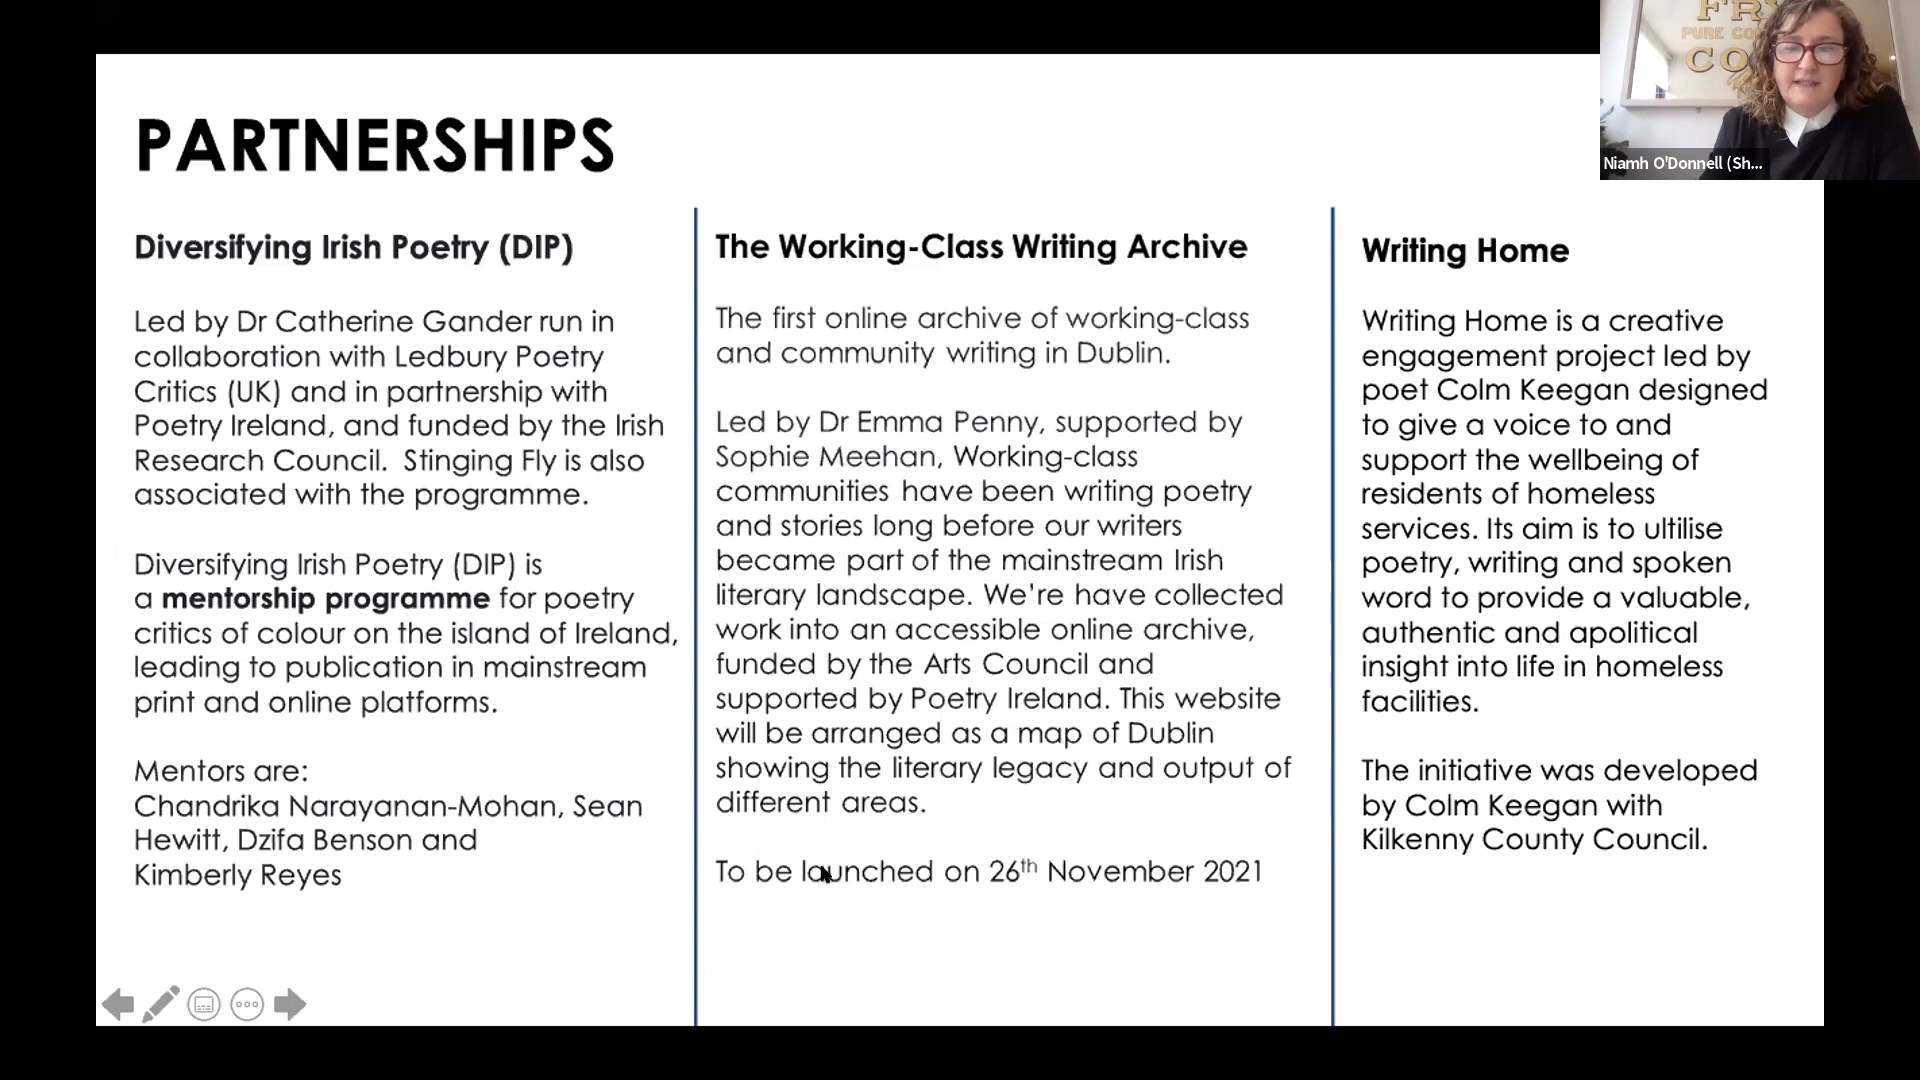 PARTNERSHIPS
Diversifying Irish Poetry (DIP)
Led by Dr Catherine Gander run in
collaboration with Ledbury Poetry
Critics (UK) and in partnership with
Poetry Ireland, and funded by the Irish
Research Council.  Stinging Fly is also
associated with the programme.
Diversifying Irish Poetry (DIP) is
a mentorship programme for poetry
critics of colour on the island of Ireland,
leading to publication in mainstream
print and online platforms.
Mentors are:
Chandrika Narayanan-Mohan, Sean
Hewitt, Dzifa Benson and
Kimberly Reyes
The Working-Class Writing Archive
The first online archive of working-class
and community writing in Dublin.
Led by Dr Emma Penny, supported by
Sophie Meehan, Working-class
communities have been writing poetry
and stories long before our writers
became part of the mainstream Irish
literary landscape. We're have collected
work into an accessible online archive,
funded by the Arts Council and
supported by Poetry Ireland. This website
will be arranged as a map of Dublin
showing the literary legacy and output of
different areas.
To be launched on 26th November 2021
Writing Home
Writing Home is a creative
engagement project led by
poet Colm Keegan designed
to give a voice to and
support the wellbeing of
residents of homeless
services. Its aim is to ultilise
poetry, writing and spoken
word to provide a valuable,
authentic and apolitical
insight into life in homeless
facilities.
The initiative was developed
by Colm Keegan with
Kilkenny County Council.
PURE
Niamh O'Donnell (Sh...